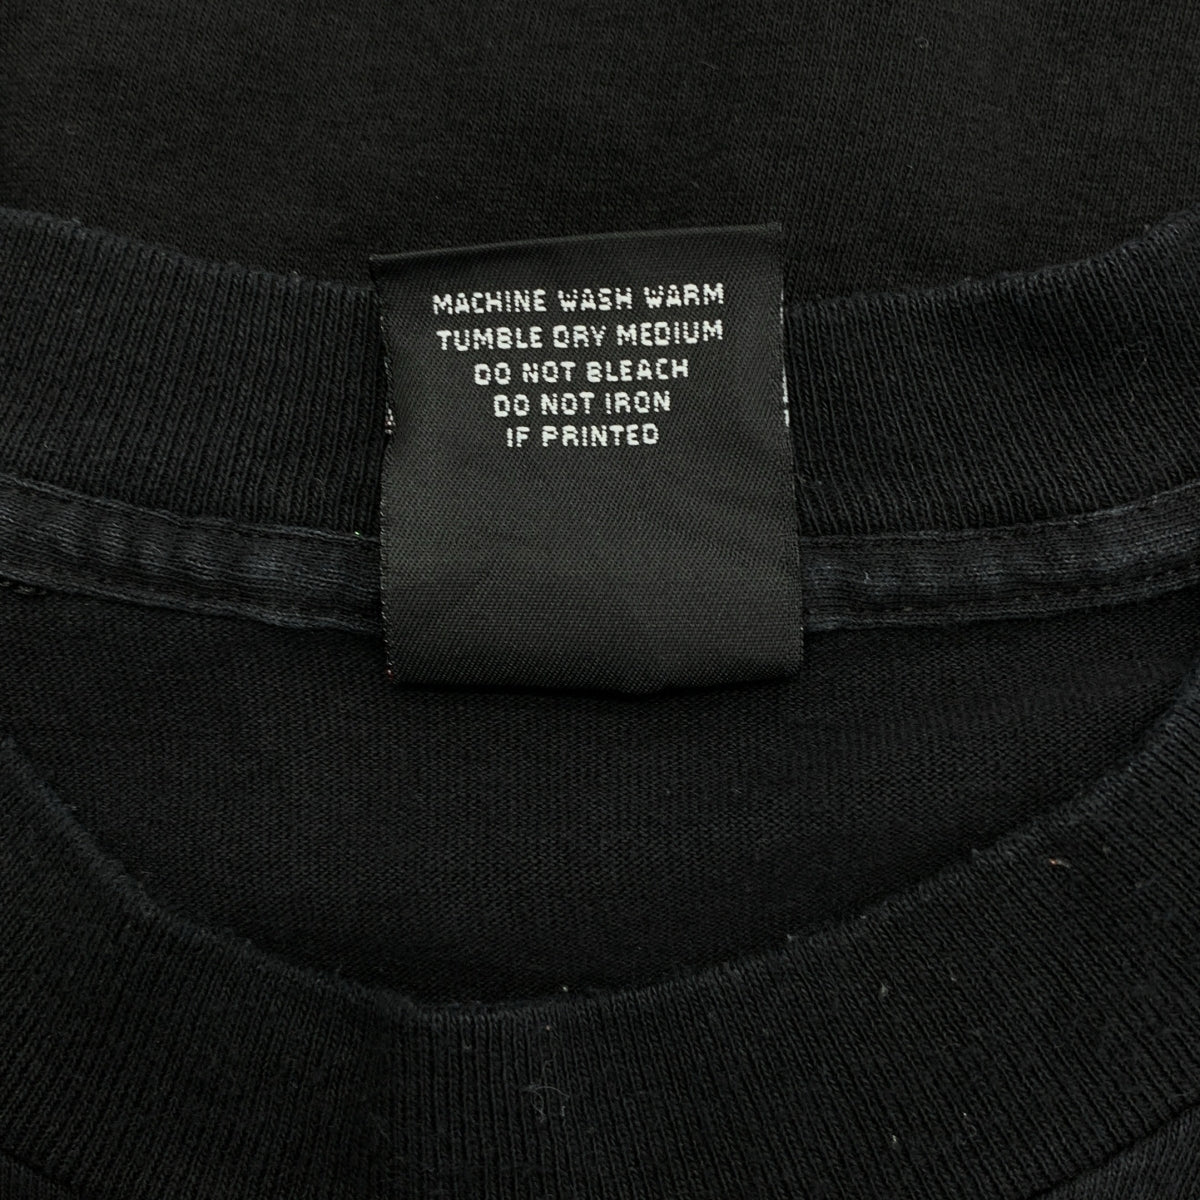 MACHINE WASH WARM
TUMBLE DRY MEDIUM
DO NOT BLEACH
DO NOT IRON
IF PRINTED